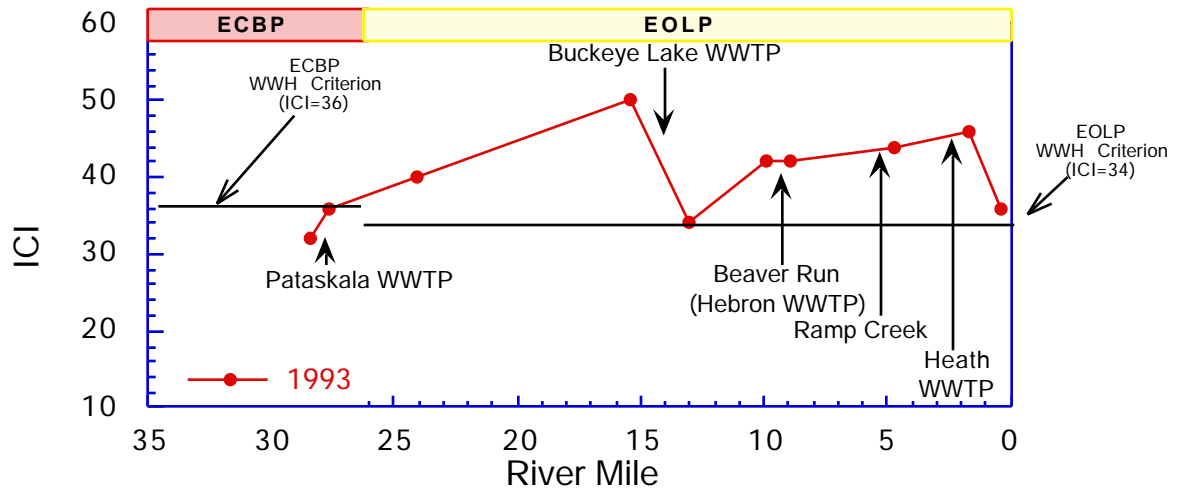 60
ECBP
EOLP
Buckeye Lake WWTP
ECBP
WWH Criterion
(ICI=36)
50
EOLP
WWH Criterion
(ICI=34)
40
ICI
30
Pataskala WWTP
Beaver Run
(Hebron WWTP)
Ramp Creek
20
Heath
WWTP
1993
10
35 30 25 20 15 10 5 0
River Mile